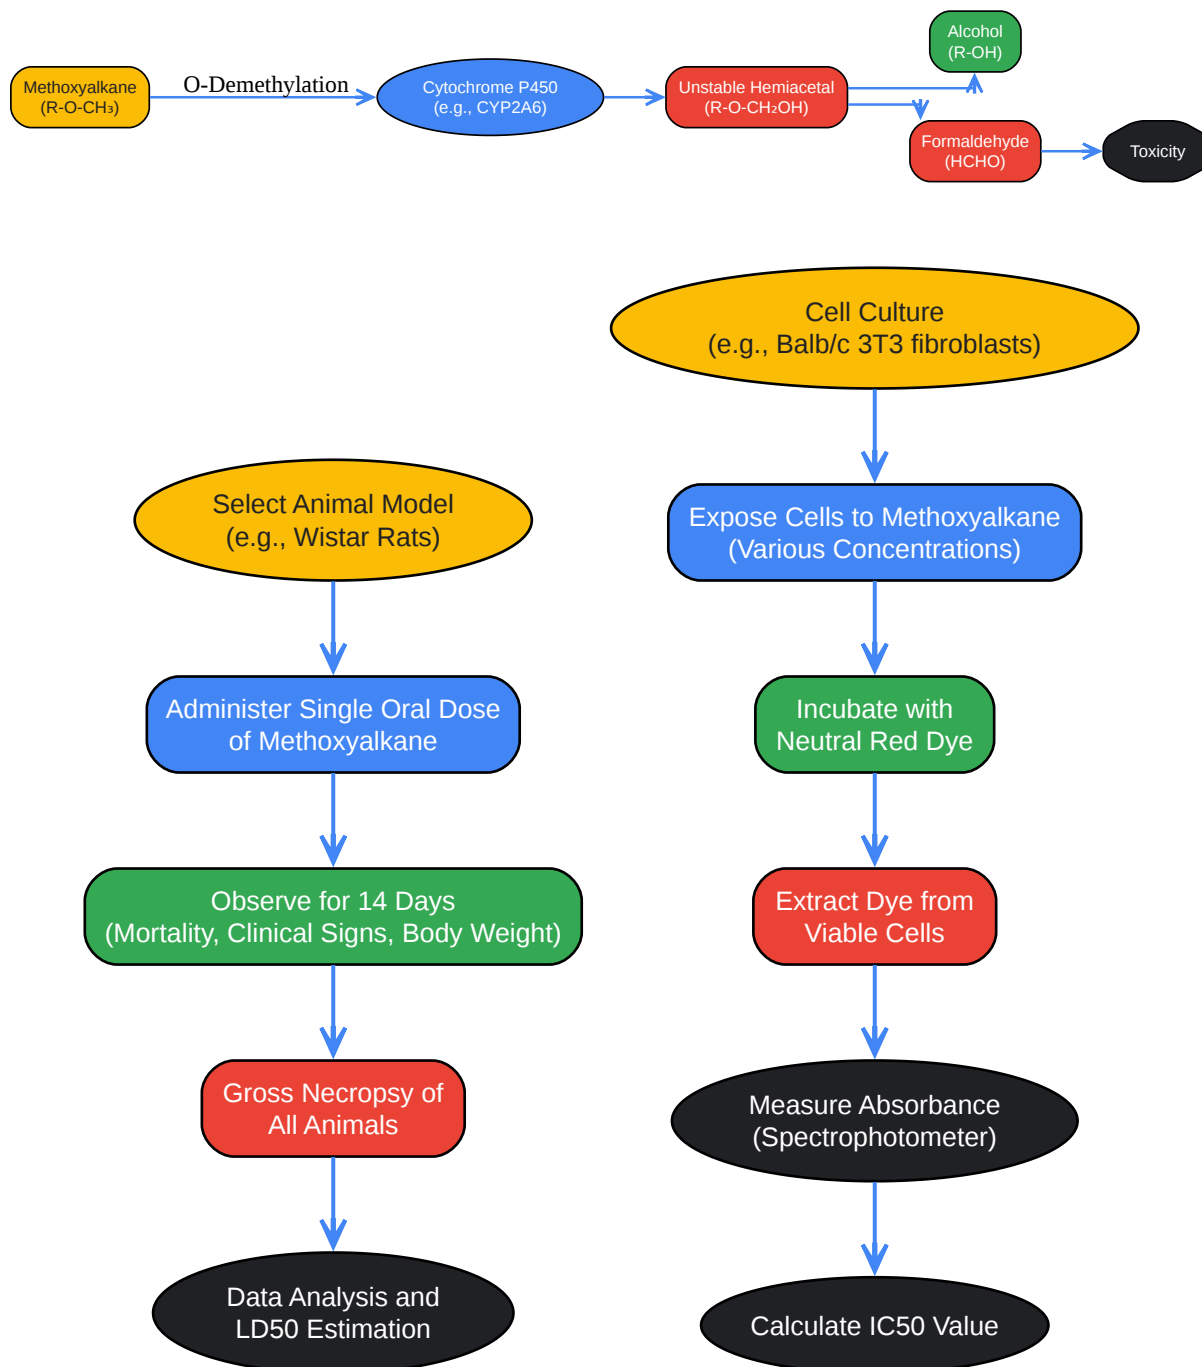 Methoxyalkane
(R-O-CH₃)
O-Demethylation
Cytochrome P450
(e.g., CYP2A6)
Unstable Hemiacetal
(R-O-CH₂OH)
Alcohol
(R-OH)
Formaldehyde
(HCHO)
Toxicity
Select Animal Model
(e.g., Wistar Rats)
Administer Single Oral Dose
of Methoxyalkane
Observe for 14 Days
(Mortality, Clinical Signs, Body Weight)
Gross Necropsy of
All Animals
Data Analysis and
LD50 Estimation
Cell Culture
(e.g., Balb/c 3T3 fibroblasts)
Expose Cells to Methoxyalkane
(Various Concentrations)
Incubate with
Neutral Red Dye
Extract Dye from
Viable Cells
Measure Absorbance
(Spectrophotometer)
Calculate IC50 Value